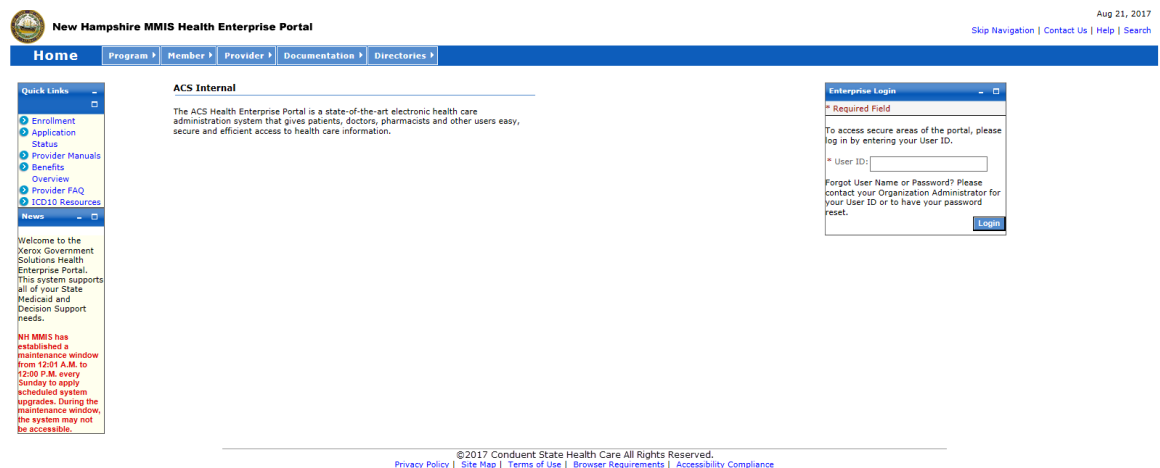 Aug 21, 2017
New Hampshire MMIS Health Enterprise Portal
Skip Navigation | Contact Us | Help | Search
Home Program Member Provider Documentation Directories
Quick Links
Enrollment
Application
Status
Provider Manuals
Benefits
Overview
Provider FAQ
ICD10 Resources
News
Welcome to the
Xerox Government
Solutions Health
Enterprise Portal.
This system supports
all of your State
Medicaid and
Decision Support
needs.
NH MMIS has
established a
maintenance window
from 12:01 A.M. to
12:00 P.M. every
Sunday to apply
scheduled system
upgrades. During the
maintenance window,
the system may not
be accessible.
ACS Internal
The ACS Health Enterprise Portal is a state-of-the-art electronic health care
administration system that gives patients, doctors, pharmacists and other users easy,
secure and efficient access to health care information.
Enterprise Login
* Required Field
To access secure areas of the portal, please
log in by entering your User ID.
* User ID:
Forgot User Name or Password? Please
contact your Organization Administrator for
your User ID or to have your password
reset.
Login
©2017 Conduent State Health Care All Rights Reserved.
Privacy Policy | Site Map | Terms of Use | Browser Requirements | Accessibility Compliance